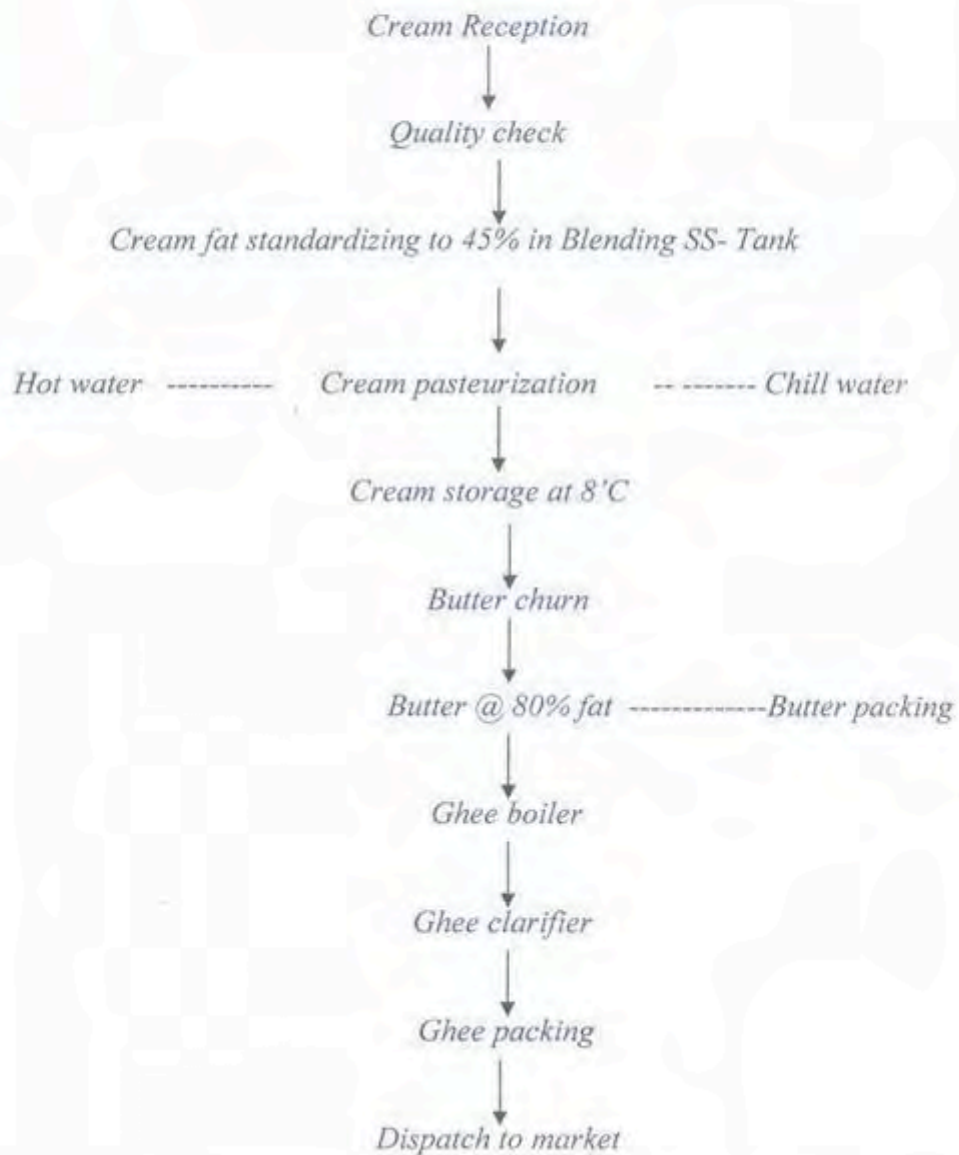 Cream Reception
Quality check
Cream fat standardizing to 45% in Blending SS- Tank
Hot water ---------- Cream pasteurization -- ------- Chill water
Cream storage at 8'C
Butter churn
Butter @ 80% fat -------------Butter packing
Ghee boiler
Ghee clarifier
Ghee packing
Dispatch to market